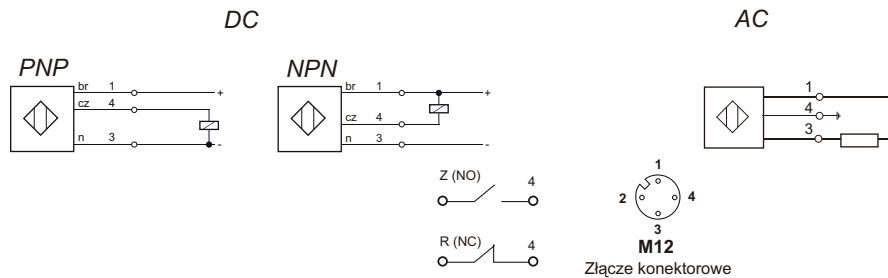 DC
AC
PNP
NPN
br 1 +
cz 4
n 3 -
br 1 +
cz 4
n 3 -
1
4
3
Z (NO) 4
R (NC) 4
1
2 4
3
M12
Złącze konektorowe